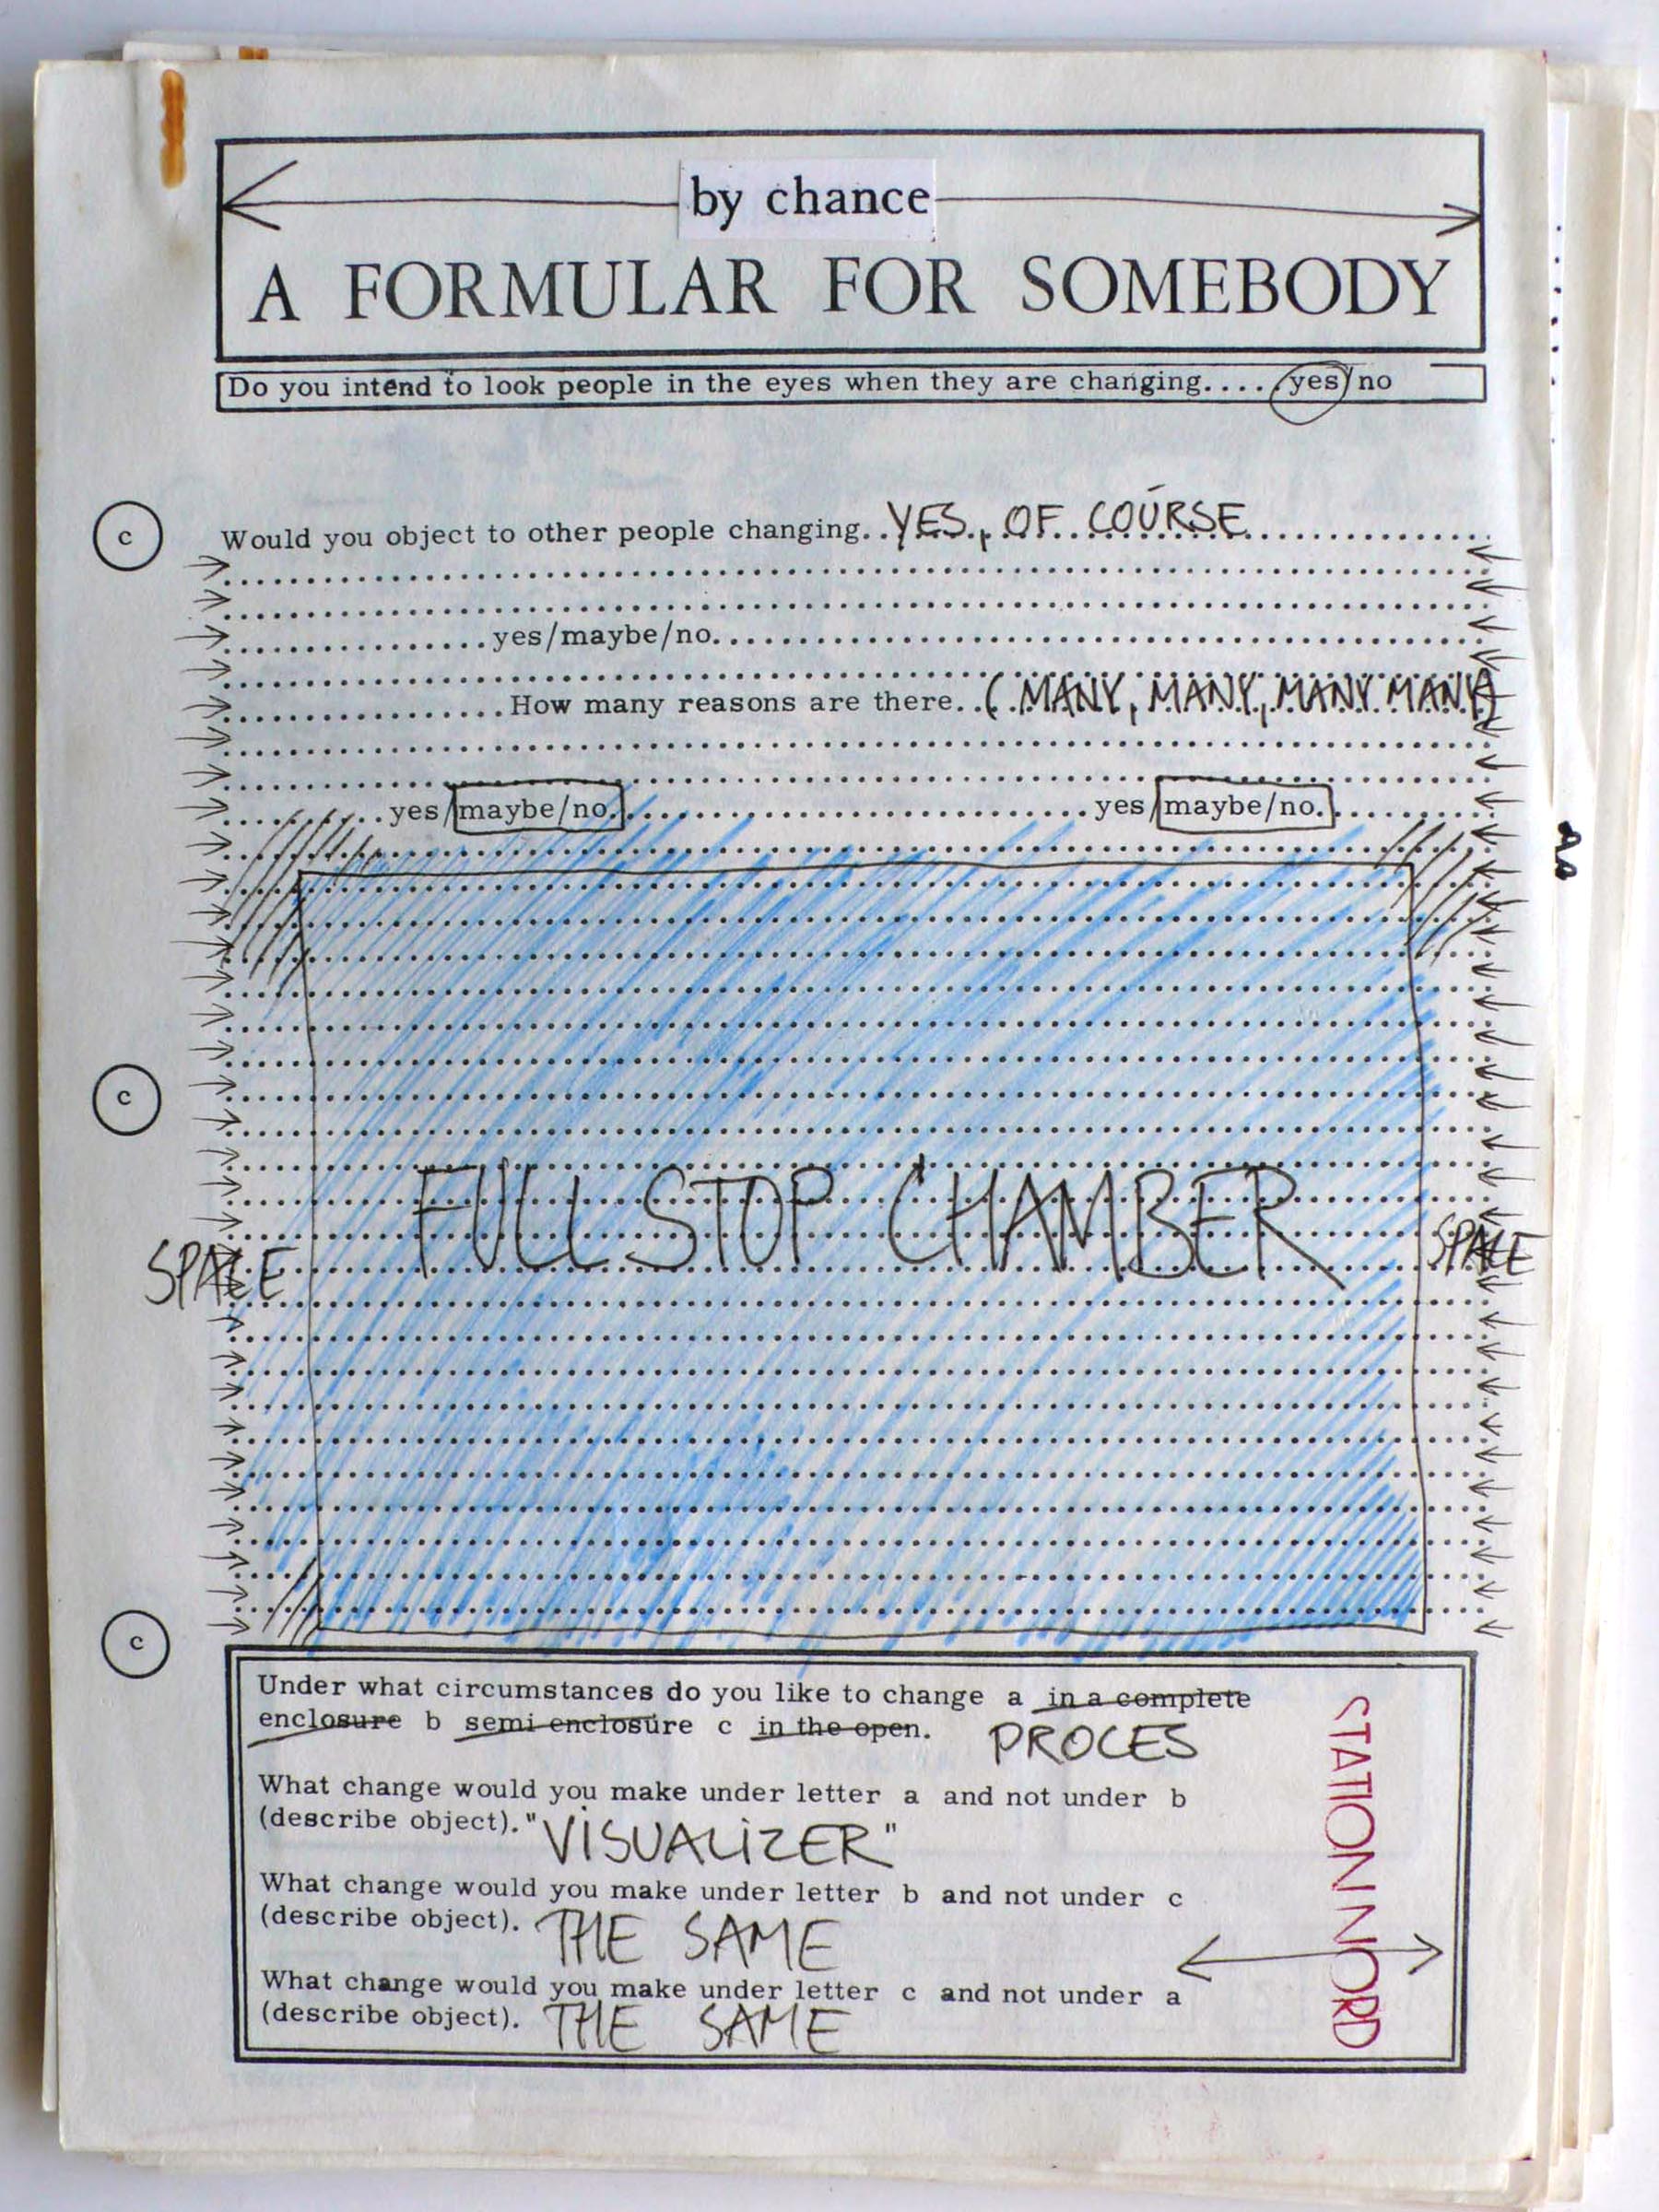 by chance
A FORMULAR FOR SOMEBODY
Do you intend to look people in the eyes when they are changing.....yes/no
c
Would you object to other people changing..YES, OF COURSE
yes/maybe/no.
How many reasons are there..(MANY, MANY, MANY MANY)
yes/maybe/no. yes/maybe/no.
c
FULL STOP CHAMBER
SPACE SPACE
c
Under what circumstances do you like to change a in a complete
enclosure b semi enclosure c in the open. PROCES
What change would you make under letter a and not under b
(describe object). "VISUALIZER"
What change would you make under letter b and not under c
(describe object). THE SAME
What change would you make under letter c and not under a
(describe object). THE SAME
STATION NORD